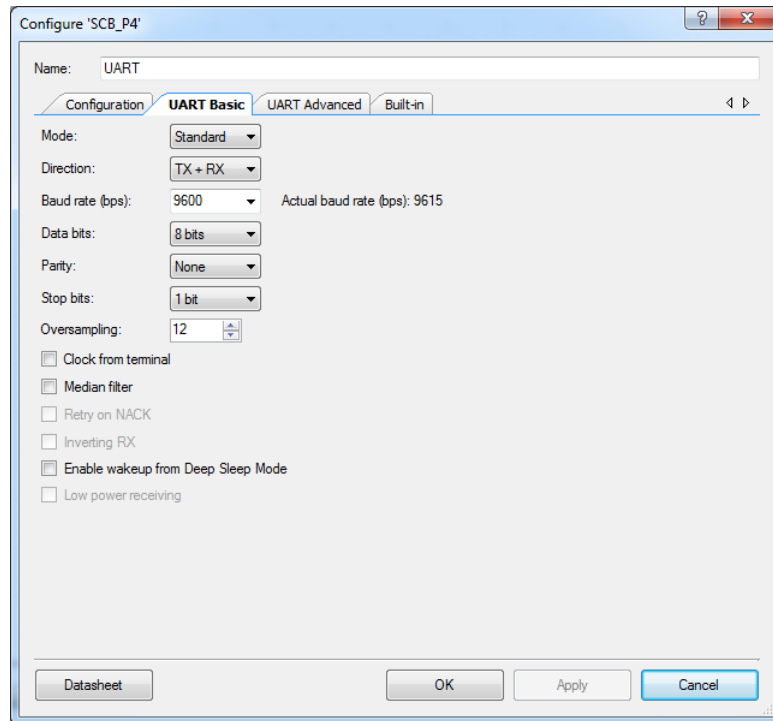 Configure 'SCB_P4'
Name: UART
Configuration UART Basic UART Advanced Built-in
Mode: Standard
Direction: TX + RX
Baud rate (bps): 9600 Actual baud rate (bps): 9615
Data bits: 8 bits
Parity: None
Stop bits: 1 bit
Oversampling: 12
Clock from terminal
Median filter
Retry on NACK
Inverting RX
Enable wakeup from Deep Sleep Mode
Low power receiving
Datasheet OK Apply Cancel